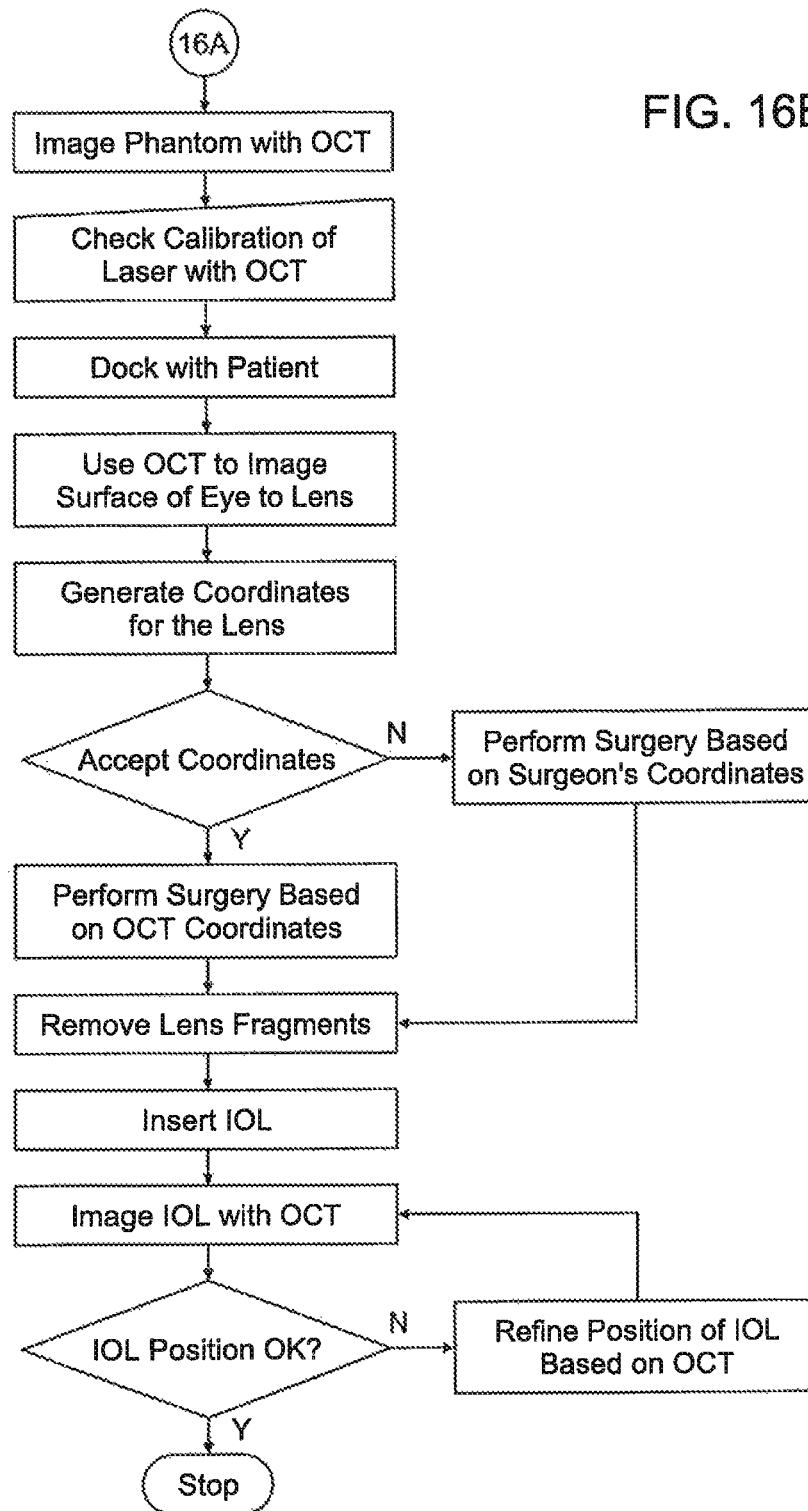 16A
FIG. 16B
Image Phantom with OCT
Check Calibration of
Laser with OCT
Dock with Patient
Use OCT to Image
Surface of Eye to Lens
Generate Coordinates
for the Lens
Accept Coordinates
N
Perform Surgery Based
on Surgeon's Coordinates
Y
Perform Surgery Based
on OCT Coordinates
Remove Lens Fragments
Insert IOL
Image IOL with OCT
IOL Position OK?
N
Refine Position of IOL
Based on OCT
Y
Stop